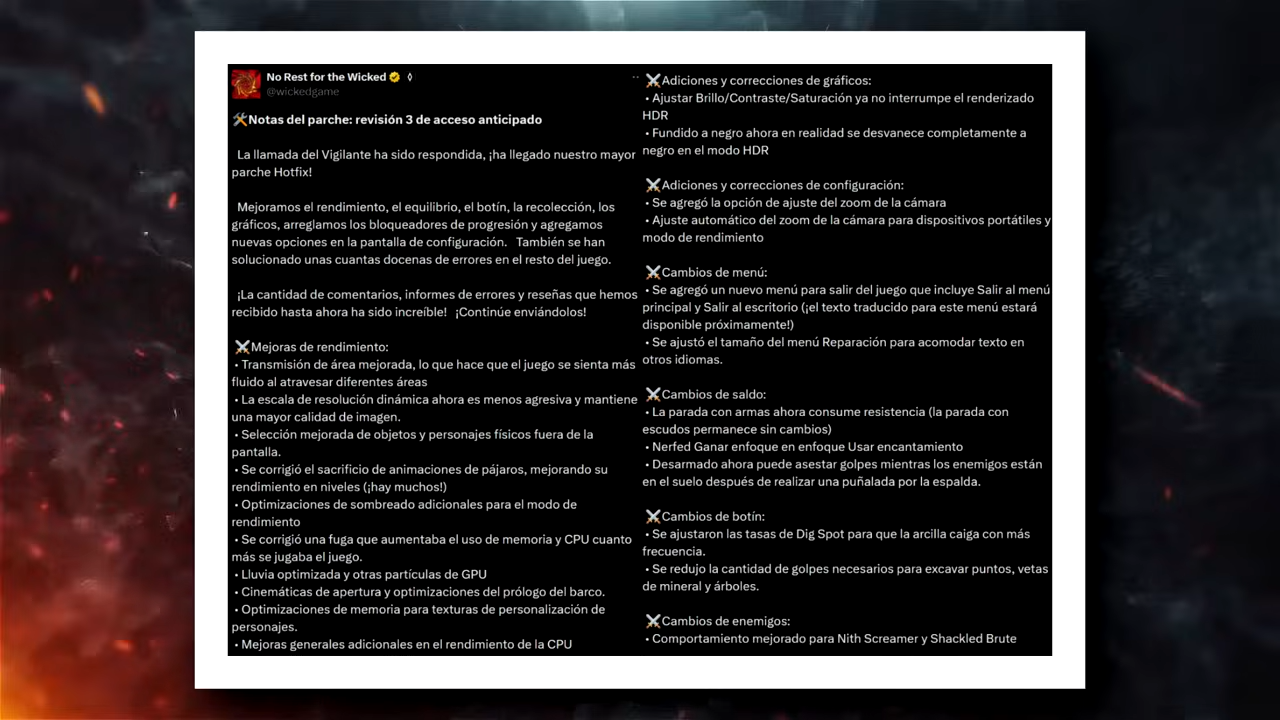 No Rest for the Wicked
@wickedgame
🛠Notas del parche: revisión 3 de acceso anticipado
La llamada del Vigilante ha sido respondida, ¡ha llegado nuestro mayor
parche Hotfix!
Mejoramos el rendimiento, el equilibrio, el botín, la recolección, los
gráficos, arreglamos los bloqueadores de progresión y agregamos
nuevas opciones en la pantalla de configuración. También se han
solucionado unas cuantas docenas de errores en el resto del juego.
¡La cantidad de comentarios, informes de errores y reseñas que hemos
recibido hasta ahora ha sido increíble! ¡Continúe enviándolos!
⚔Mejoras de rendimiento:
• Transmisión de área mejorada, lo que hace que el juego se sienta más
fluido al atravesar diferentes áreas
• La escala de resolución dinámica ahora es menos agresiva y mantiene
una mayor calidad de imagen.
• Selección mejorada de objetos y personajes físicos fuera de la
pantalla.
• Se corrigió el sacrificio de animaciones de pájaros, mejorando su
rendimiento en niveles (¡hay muchos!)
• Optimizaciones de sombreado adicionales para el modo de
rendimiento
• Se corrigió una fuga que aumentaba el uso de memoria y CPU cuanto
más se jugaba el juego.
• Lluvia optimizada y otras partículas de GPU
• Cinemáticas de apertura y optimizaciones del prólogo del barco.
• Optimizaciones de memoria para texturas de personalización de
personajes.
• Mejoras generales adicionales en el rendimiento de la CPU
⚔Adiciones y correcciones de gráficos:
• Ajustar Brillo/Contraste/Saturación ya no interrumpe el renderizado
HDR
• Fundido a negro ahora en realidad se desvanece completamente a
negro en el modo HDR
⚔Adiciones y correcciones de configuración:
• Se agregó la opción de ajuste del zoom de la cámara
• Ajuste automático del zoom de la cámara para dispositivos portátiles y
modo de rendimiento
⚔Cambios de menú:
• Se agregó un nuevo menú para salir del juego que incluye Salir al menú
principal y Salir al escritorio (¡el texto traducido para este menú estará
disponible próximamente!)
• Se ajustó el tamaño del menú Reparación para acomodar texto en
otros idiomas.
⚔Cambios de saldo:
• La parada con armas ahora consume resistencia (la parada con
escudos permanece sin cambios)
• Nerfed Ganar enfoque en enfoque Usar encantamiento
• Desarmado ahora puede asestar golpes mientras los enemigos están
en el suelo después de realizar una puñalada por la espalda.
⚔Cambios de botín:
• Se ajustaron las tasas de Dig Spot para que la arcilla caiga con más
frecuencia.
• Se redujo la cantidad de golpes necesarios para excavar puntos, vetas
de mineral y árboles.
⚔Cambios de enemigos:
• Comportamiento mejorado para Nith Screamer y Shackled Brute